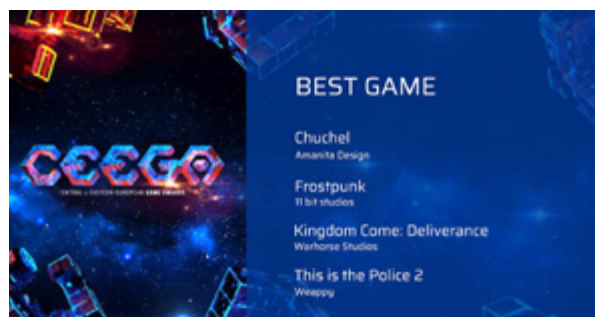 CEEGA
CENTRAL & EASTERN EUROPEAN GAME AWARDS
BEST GAME
Chuchel
Amanita Design
Frostpunk
11 bit studios
Kingdom Come: Deliverance
Warhorse Studios
This is the Police 2
Weappy